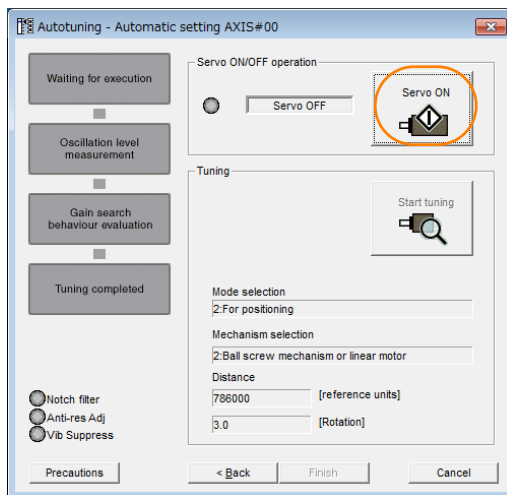 Autotuning - Automatic setting AXIS#00
Waiting for execution
Oscillation level
measurement
Gain search
behaviour evaluation
Tuning completed
Notch filter
Anti-res Adj
Vib Suppress
Servo ON/OFF operation
Servo OFF
Servo ON
Tuning
Start tuning
Mode selection
2:For positioning
Mechanism selection
2:Ball screw mechanism or linear motor
Distance
786000 [reference units]
3.0 [Rotation]
Precautions < Back Finish Cancel